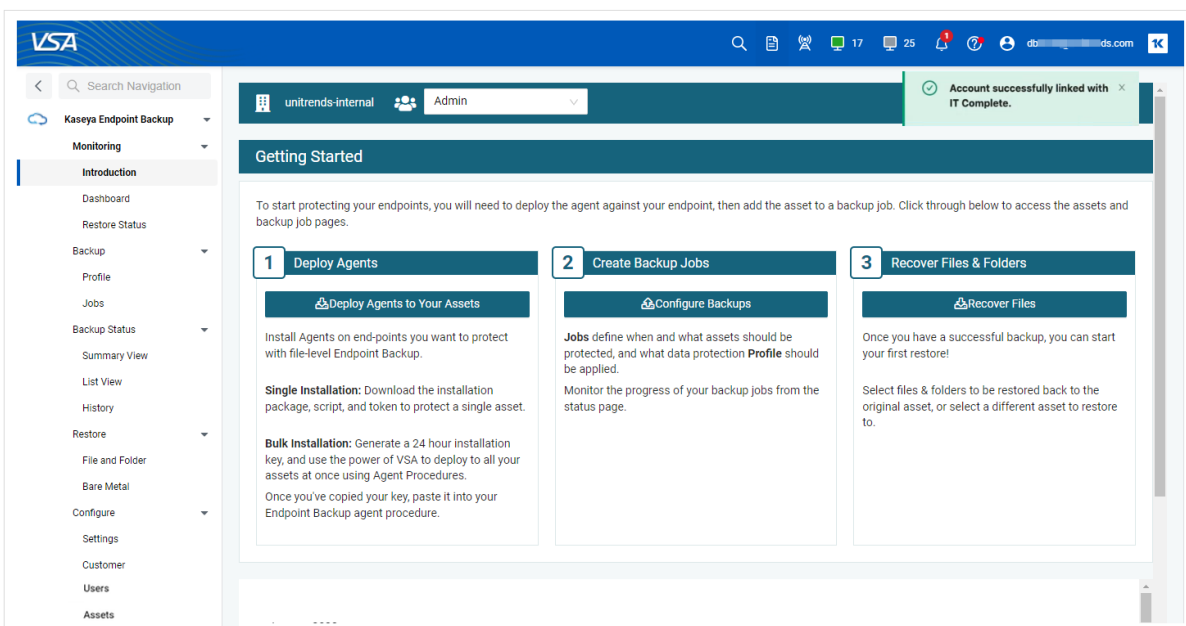 VSA
17
25
1
db ds.com
Search Navigation
Kaseya Endpoint Backup
Monitoring
Introduction
Dashboard
Restore Status
Backup
Profile
Jobs
Backup Status
Summary View
List View
History
Restore
File and Folder
Bare Metal
Configure
Settings
Customer
Users
Assets
unitrends-internal
Admin
Account successfully linked with
IT Complete.
Getting Started
To start protecting your endpoints, you will need to deploy the agent against your endpoint, then add the asset to a backup job. Click through below to access the assets and
backup job pages.
1 Deploy Agents
Deploy Agents to Your Assets
Install Agents on end-points you want to protect
with file-level Endpoint Backup.
Single Installation: Download the installation
package, script, and token to protect a single asset.
Bulk Installation: Generate a 24 hour installation
key, and use the power of VSA to deploy to all your
assets at once using Agent Procedures.
Once you've copied your key, paste it into your
Endpoint Backup agent procedure.
2 Create Backup Jobs
Configure Backups
Jobs define when and what assets should be
protected, and what data protection Profile should
be applied.
Monitor the progress of your backup jobs from the
status page.
3 Recover Files & Folders
Recover Files
Once you have a successful backup, you can start
your first restore!
Select files & folders to be restored back to the
original asset, or select a different asset to restore
to.